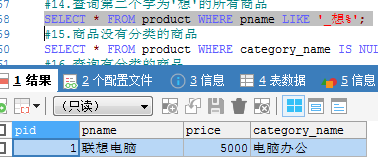 #14.查询第二个字为'想'的所有商品
58 SELECT * FROM product WHERE pname LIKE '_想%';
59 #15.商品没有分类的商品
60 SELECT * FROM product WHERE category_name IS NUL
1 结果 2 个配置文件 3 信息 4 表数据 5 信息
(只读)
pid pname price category_name
1 联想电脑 5000 电脑办公